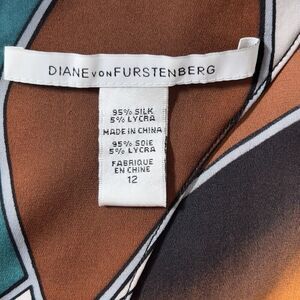 DIANE VON FURSTENBERG
95% SILK
5% LYCRA
MADE IN CHINA
95% SOIE
5% LYCRA
FABRIQUE
EN CHINE
12